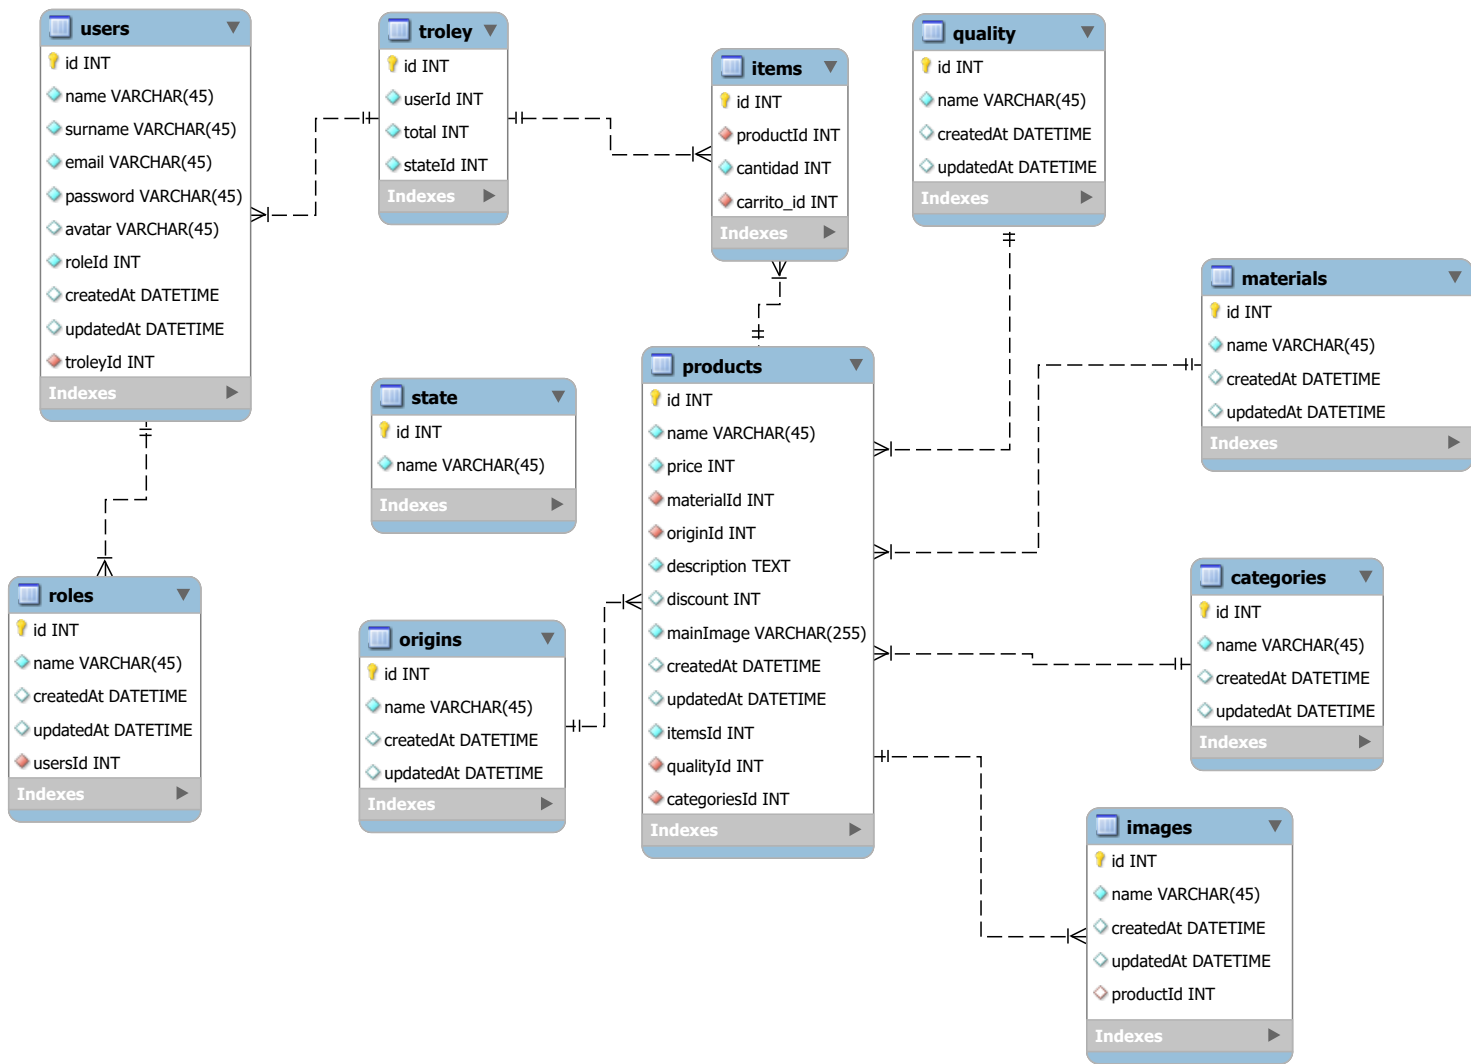 users
id INT
name VARCHAR(45)
surname VARCHAR(45)
email VARCHAR(45)
password VARCHAR(45)
avatar VARCHAR(45)
roleId INT
createdAt DATETIME
updatedAt DATETIME
troleyId INT
Indexes
troley
id INT
userId INT
total INT
stateId INT
Indexes
items
id INT
productId INT
cantidad INT
carrito_id INT
Indexes
quality
id INT
name VARCHAR(45)
createdAt DATETIME
updatedAt DATETIME
Indexes
materials
id INT
name VARCHAR(45)
createdAt DATETIME
updatedAt DATETIME
Indexes
state
id INT
name VARCHAR(45)
Indexes
products
id INT
name VARCHAR(45)
price INT
materialId INT
originId INT
description TEXT
discount INT
mainImage VARCHAR(255)
createdAt DATETIME
updatedAt DATETIME
itemsId INT
qualityId INT
categoriesId INT
Indexes
roles
id INT
name VARCHAR(45)
createdAt DATETIME
updatedAt DATETIME
usersId INT
Indexes
origins
id INT
name VARCHAR(45)
createdAt DATETIME
updatedAt DATETIME
Indexes
categories
id INT
name VARCHAR(45)
createdAt DATETIME
updatedAt DATETIME
Indexes
images
id INT
name VARCHAR(45)
createdAt DATETIME
updatedAt DATETIME
productId INT
Indexes